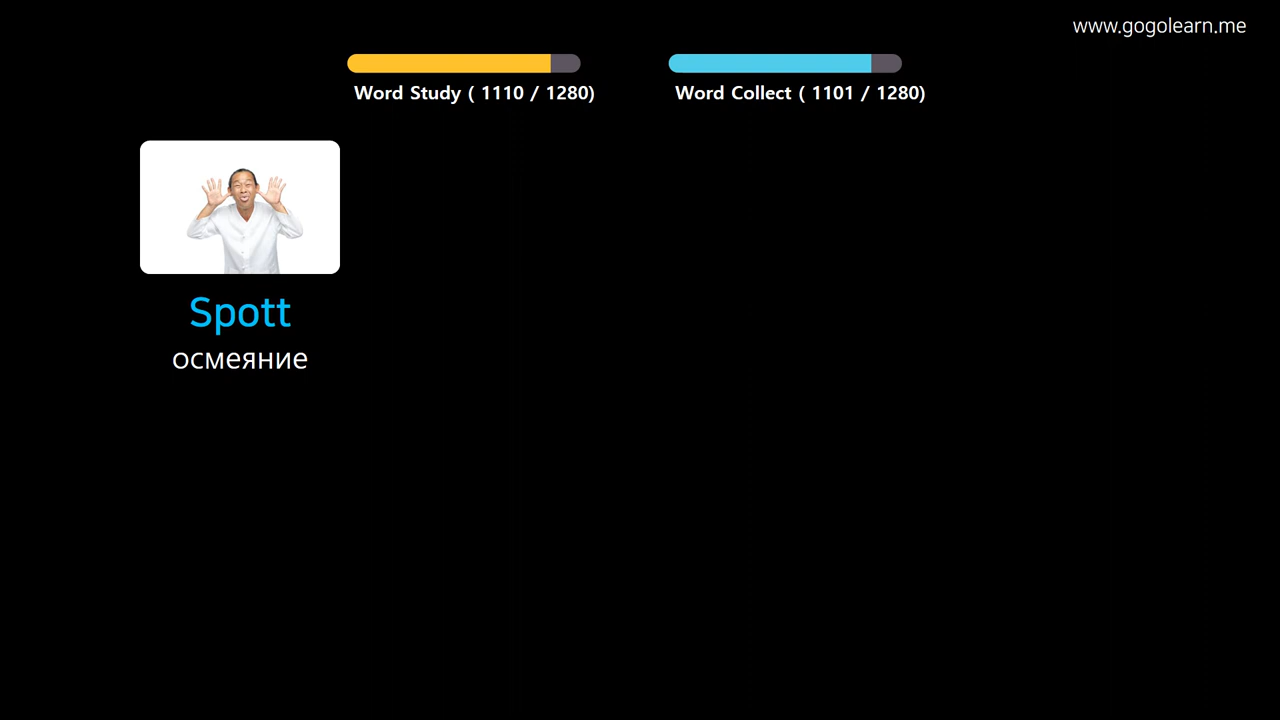 www.gogolearn.me
Word Study ( 1110 / 1280)
Word Collect ( 1101 / 1280)
Spott
осмеяние